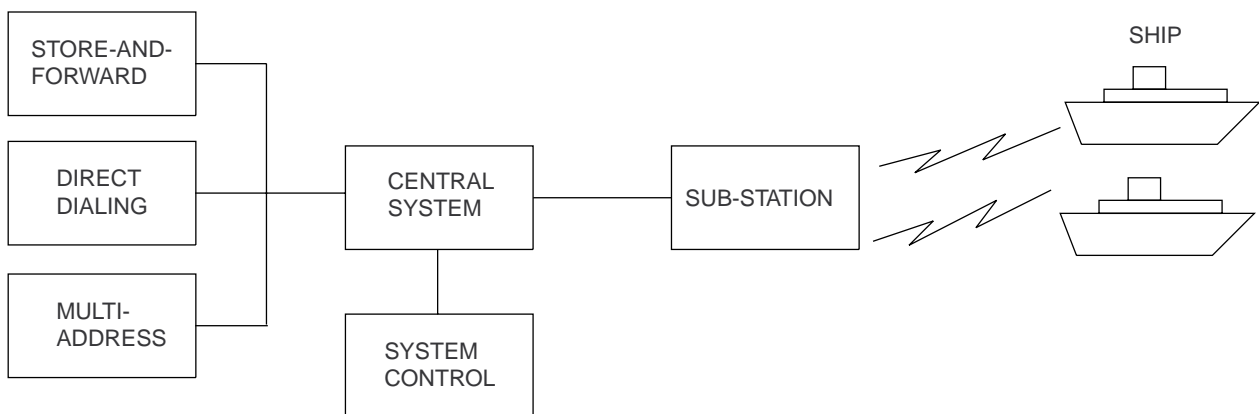 STORE-AND-
FORWARD
DIRECT
DIALING
MULTI-
ADDRESS
CENTRAL
SYSTEM
SYSTEM
CONTROL
SUB-STATION
SHIP